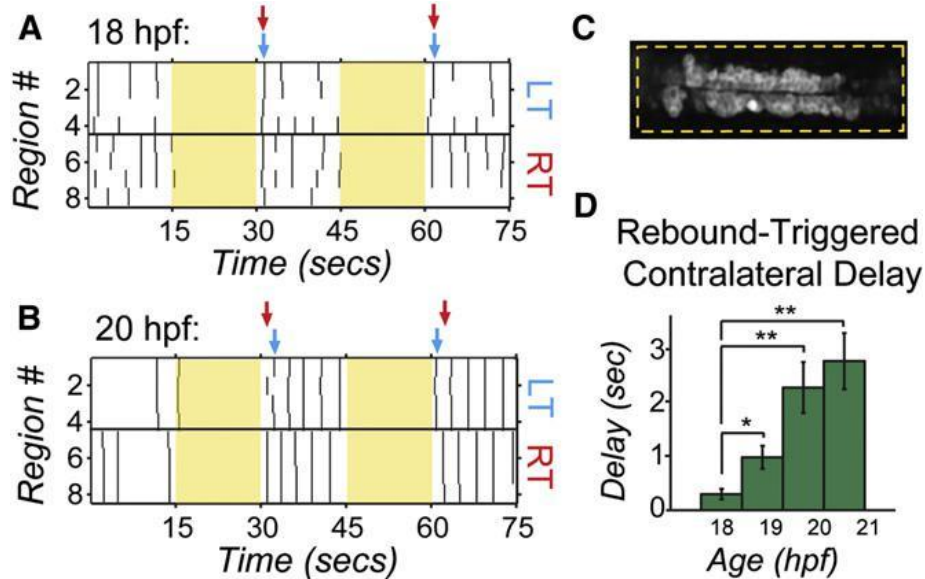 A
18 hpf:
Region #
2
4
6
8
LT
RT
15
30
45
60
75
Time (secs)
B
20 hpf:
Region #
2
4
6
8
LT
RT
15
30
45
60
75
Time (secs)
C
D
Rebound-Triggered
Contralateral Delay
Delay (sec)
3
2
1
0
*
**
**
18
19
20
21
Age (hpf)